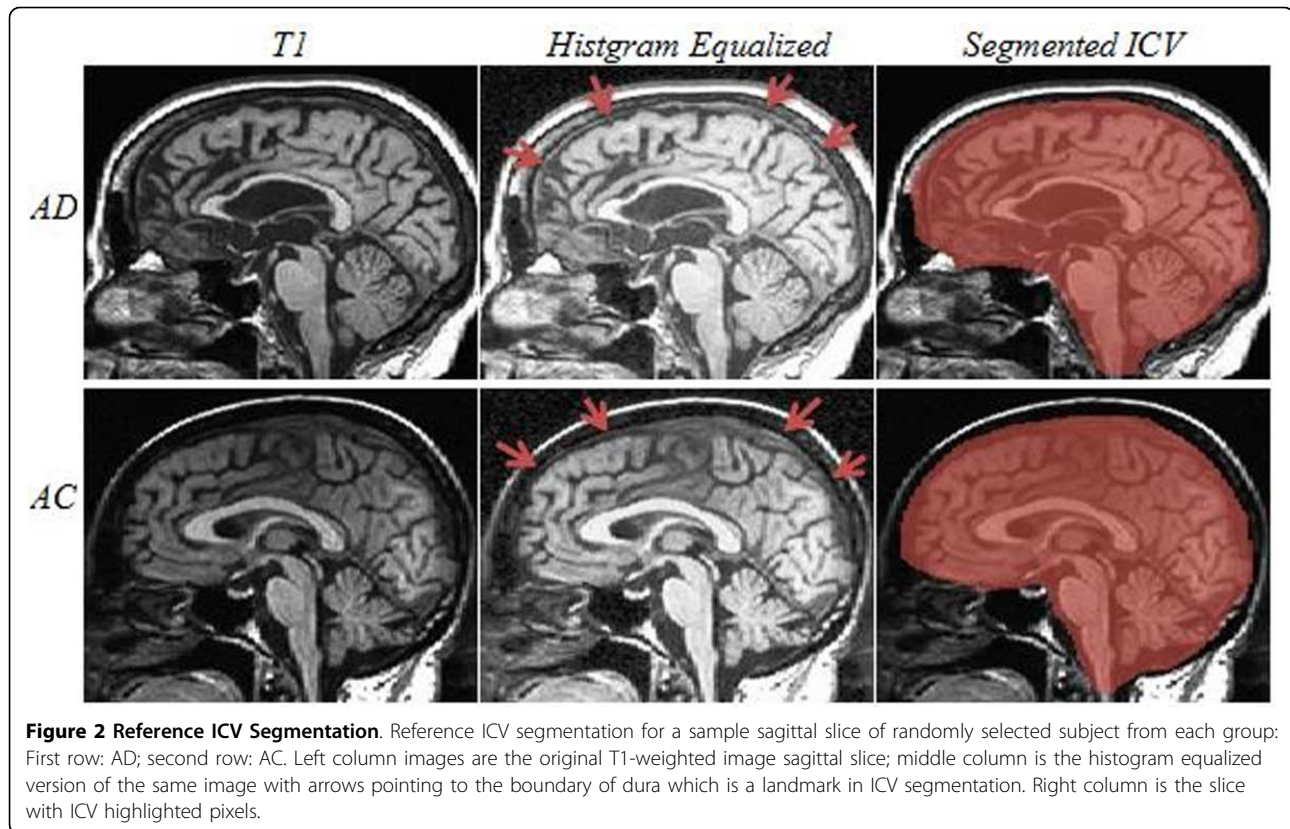 T1 Histgram Equalized Segmented ICV
AD
AC
Figure 2 Reference ICV Segmentation. Reference ICV segmentation for a sample sagittal slice of randomly selected subject from each group:
First row: AD; second row: AC. Left column images are the original T1-weighted image sagittal slice; middle column is the histogram equalized
version of the same image with arrows pointing to the boundary of dura which is a landmark in ICV segmentation. Right column is the slice
with ICV highlighted pixels.